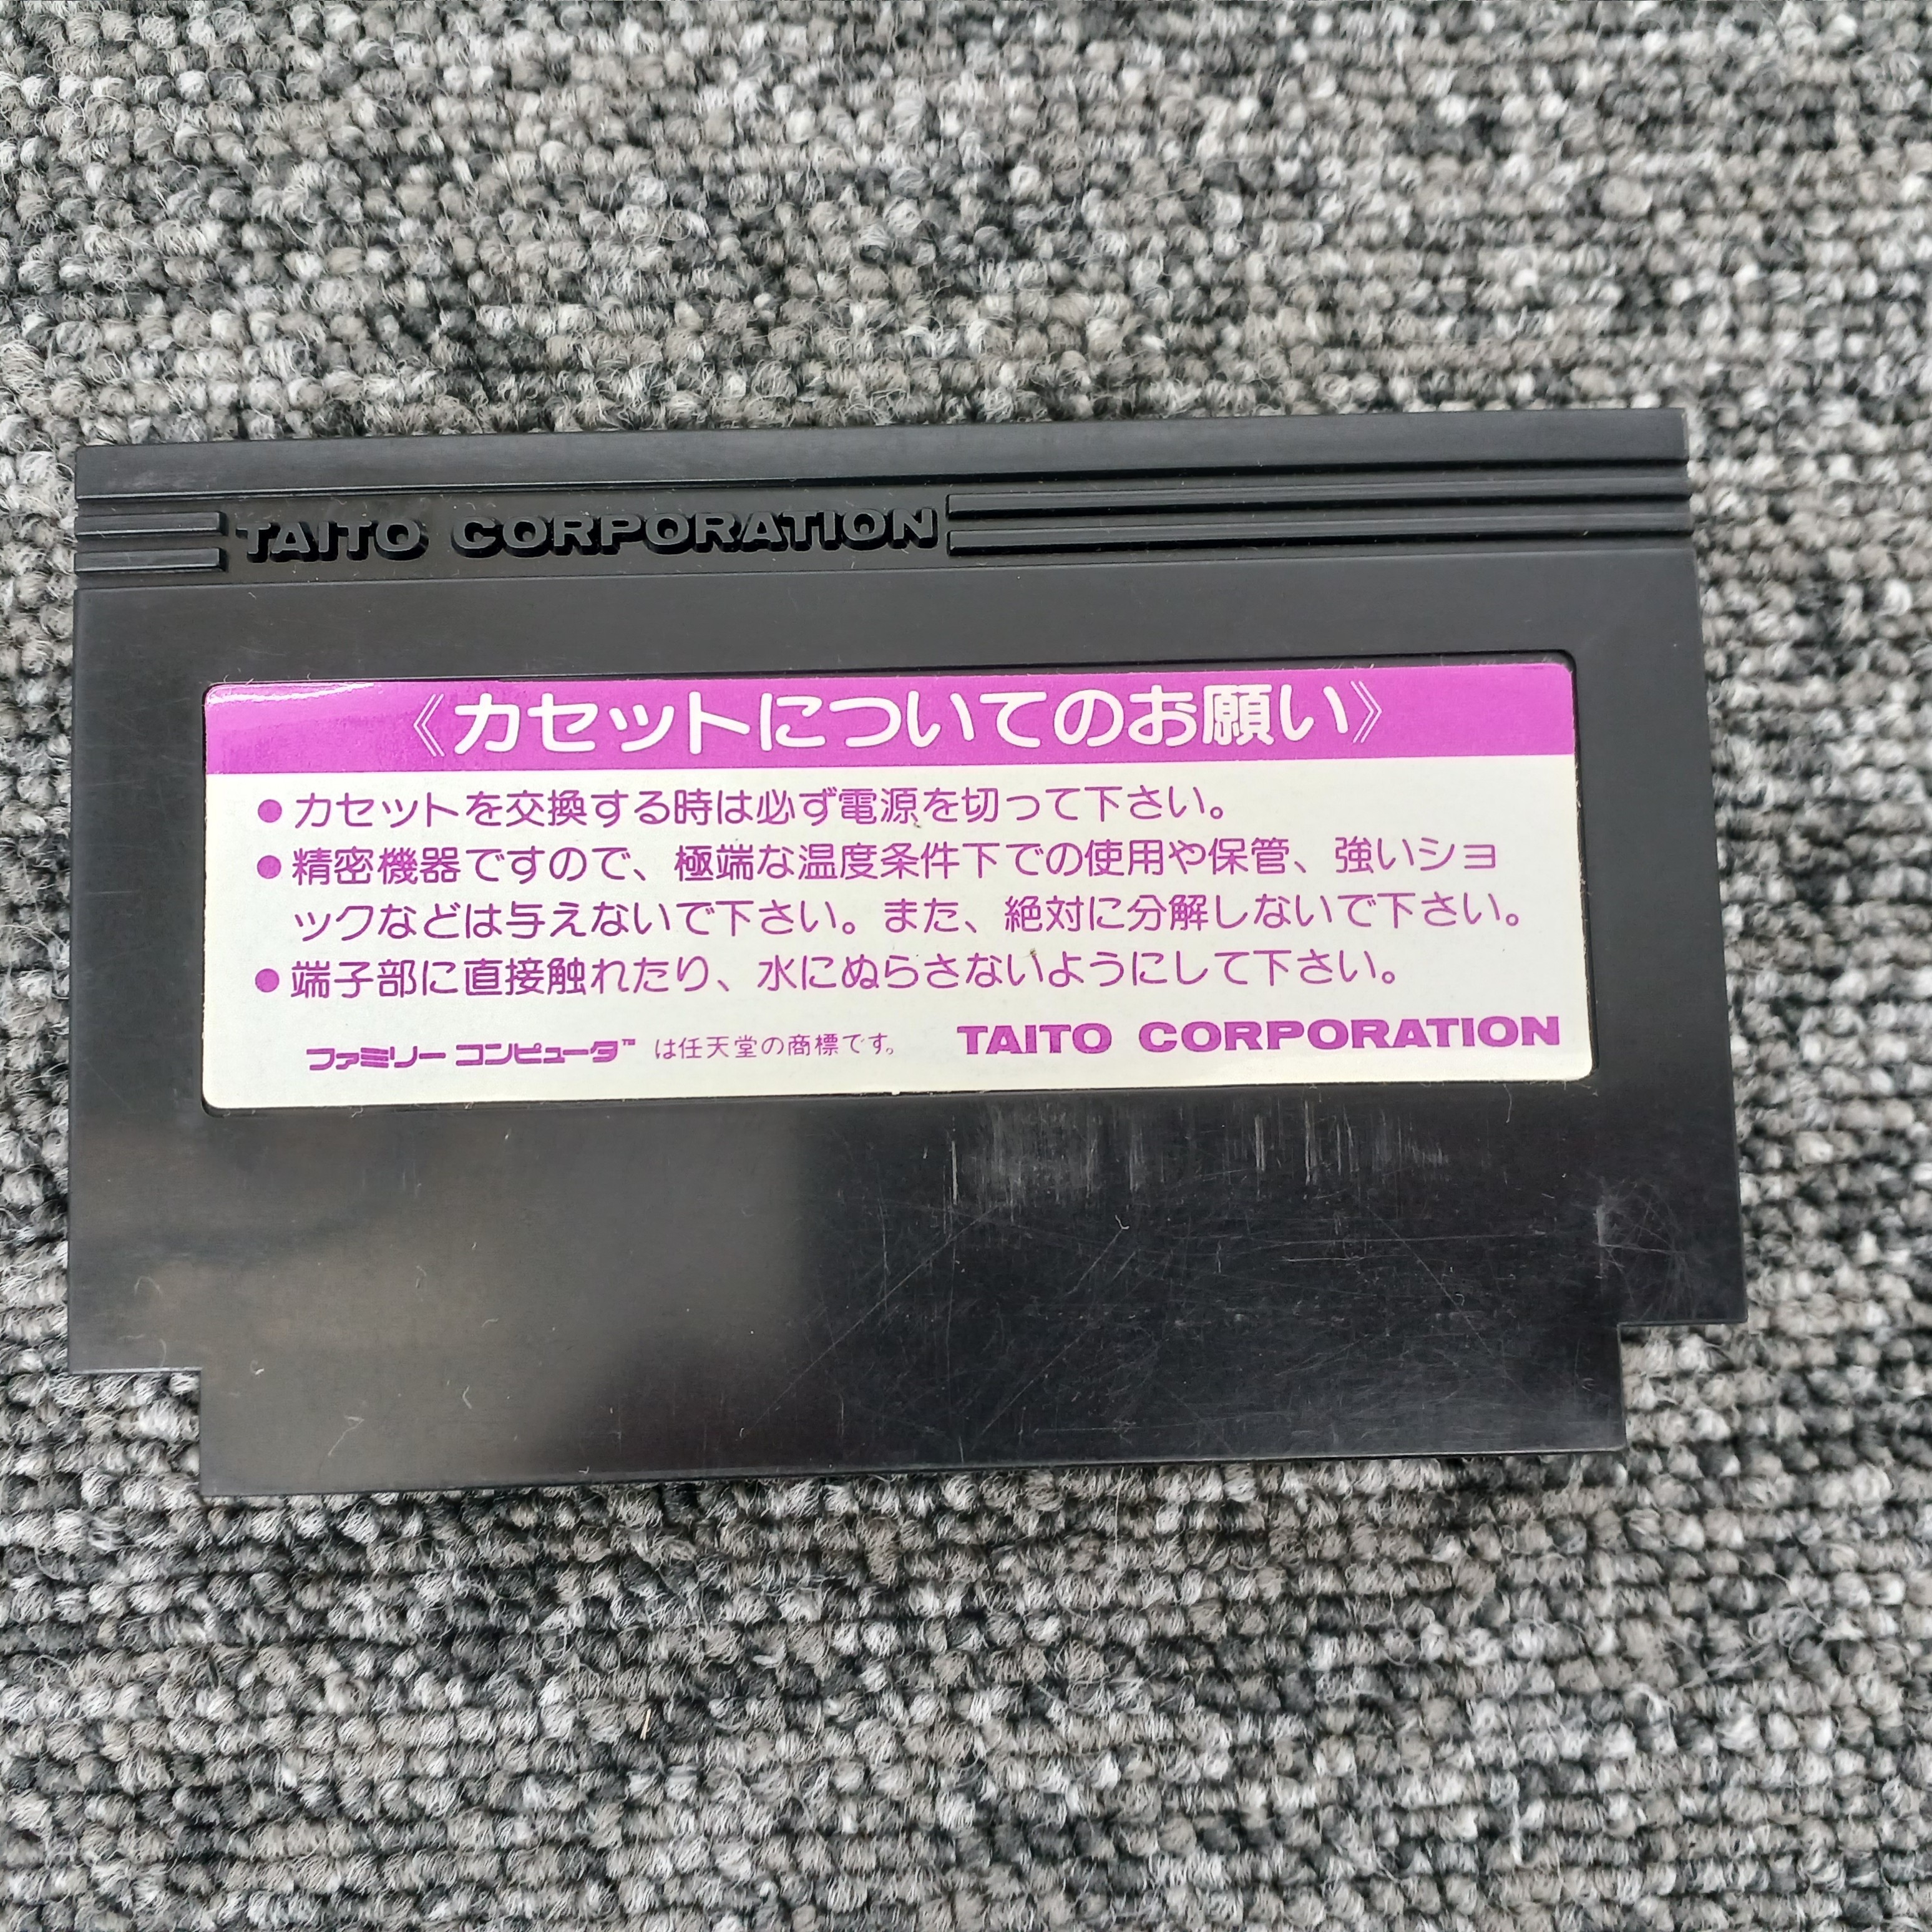 TAITO CORPORATION
《カセットについてのお願い》
●カセットを交換する時は必ず電源を切って下さい。
●精密機器ですので、極端な温度条件下での使用や保管、強いショ
ックなどは与えないで下さい。また、絶対に分解しないで下さい。
●端子部に直接触れたり、水にぬらさないようにして下さい。
ファミリー コンピュータ™ は任天堂の商標です。 TAITO CORPORATION